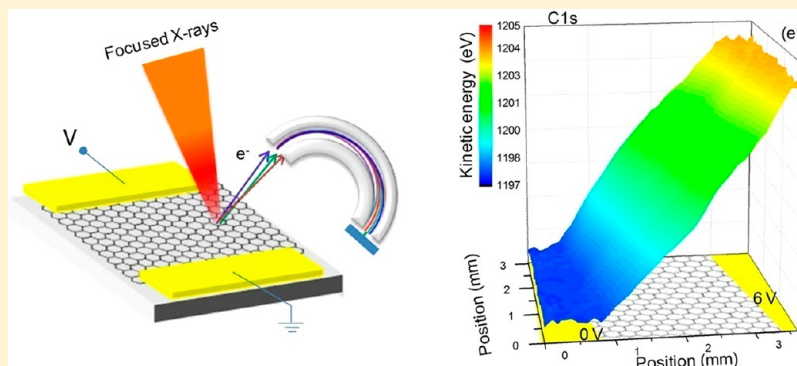 Focused X-rays
V
e-
C1s
(e
Kinetic energy (eV)
1205
1204
1203
1201
1200
1198
1197
Position (mm)
3
2
1
0
0 V
6 V
0
1
2
3
Position (mm)